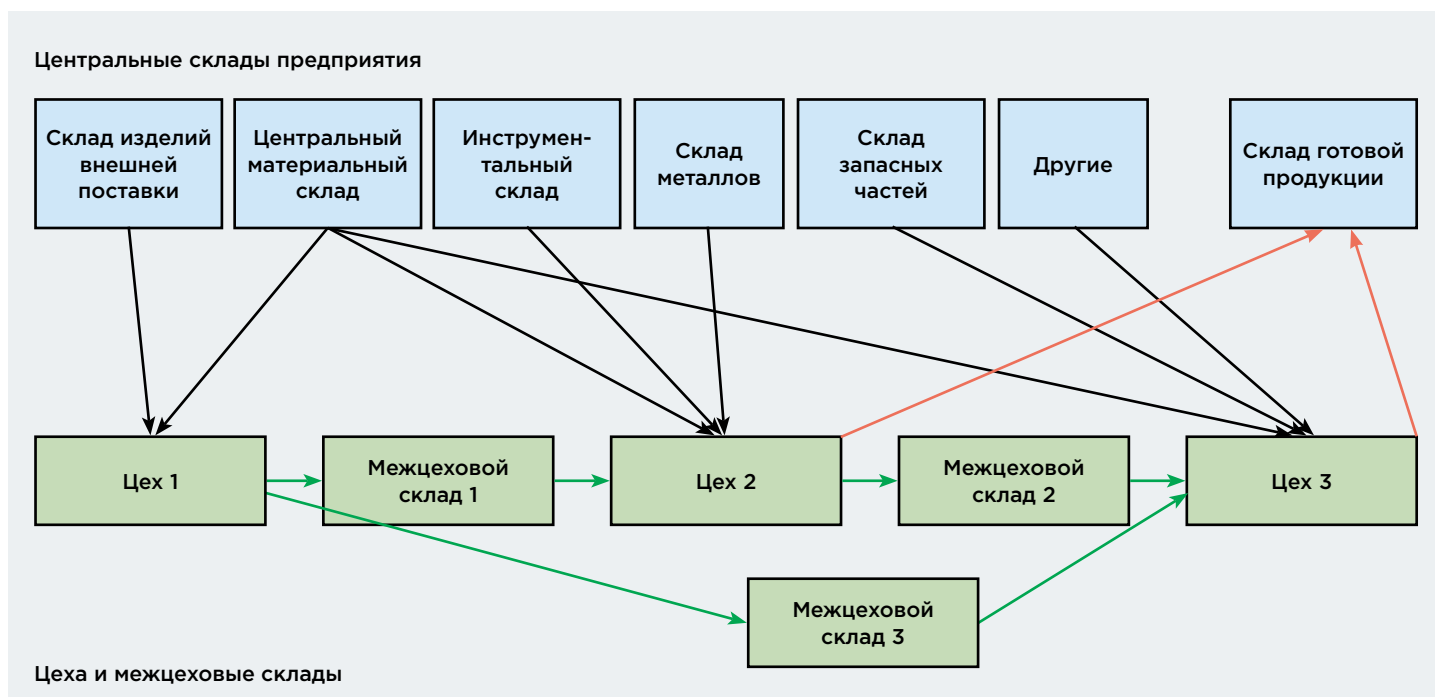 Центральные склады предприятия
Склад изделий
внешней
поставки
Центральный
материальный
склад
Инструмен-
тальный
склад
Склад
металлов
Склад
запасных
частей
Другие
Склад готовой
продукции
Цех 1
Межцеховой
склад 1
Цех 2
Межцеховой
склад 2
Цех 3
Межцеховой
склад 3
Цеха и межцеховые склады